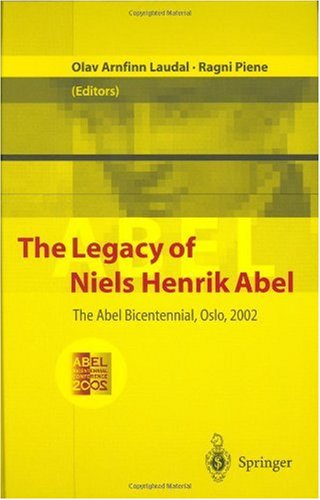 Olav Arnfinn Laudal · Ragni Piene
(Editors)
ABEL
The Legacy of
Niels Henrik Abel
The Abel Bicentennial, Oslo, 2002
ABEL
BICENTENNIAL
CONFERENCE
2002
Springer